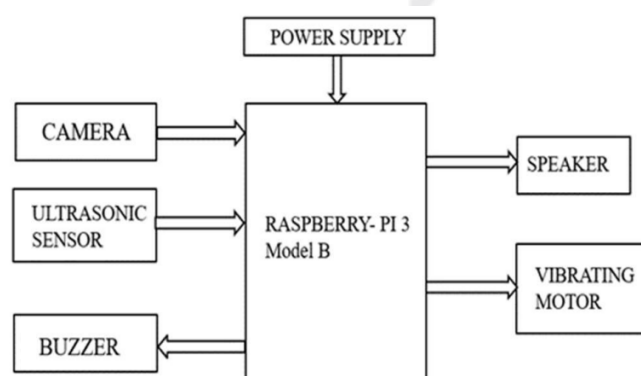 POWER SUPPLY
CAMERA
ULTRASONIC
SENSOR
BUZZER
RASPBERRY- PI 3
Model B
SPEAKER
VIBRATING
MOTOR